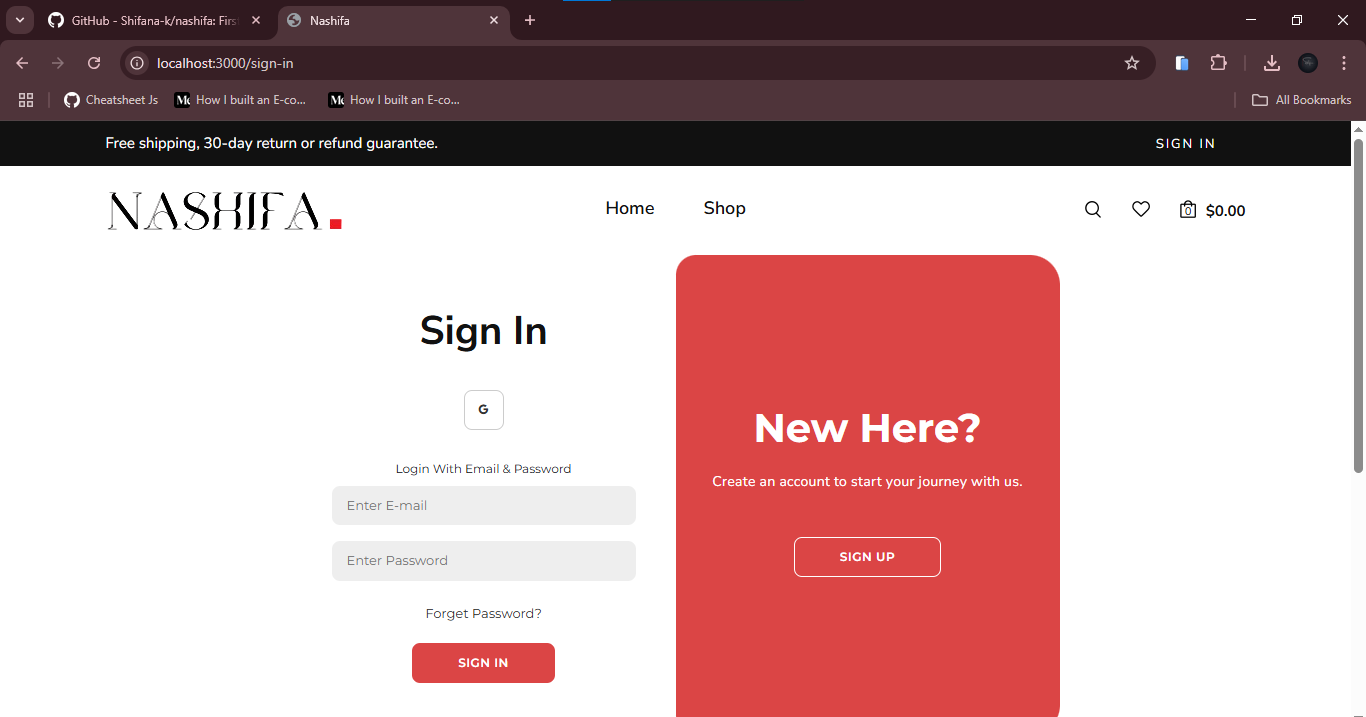 GitHub - Shifana-k/nashifa: Firs
Nashifa
localhost:3000/sign-in
Cheatsheet Js
How I built an E-co...
How I built an E-co...
All Bookmarks
Free shipping, 30-day return or refund guarantee.
SIGN IN
NASHIFA.
Home
Shop
0
$0.00
Sign In
G
Login With Email & Password
Enter E-mail
Enter Password
Forget Password?
SIGN IN
New Here?
Create an account to start your journey with us.
SIGN UP